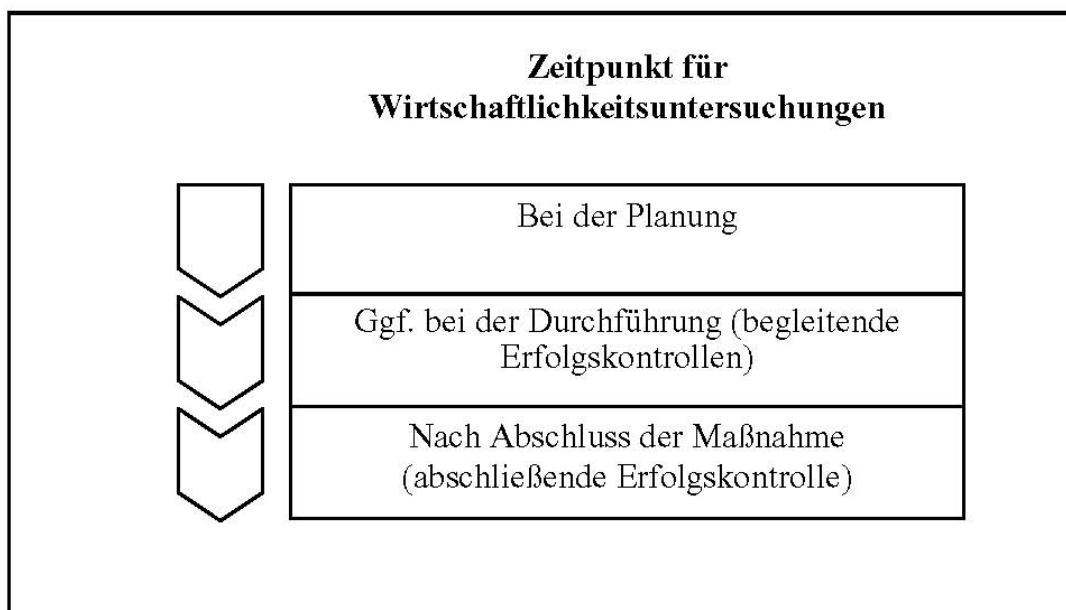 Zeitpunkt für
Wirtschaftlichkeitsuntersuchungen
Bei der Planung
Ggf. bei der Durchführung (begleitende
Erfolgskontrollen)
Nach Abschluss der Maßnahme
(abschließende Erfolgskontrolle)